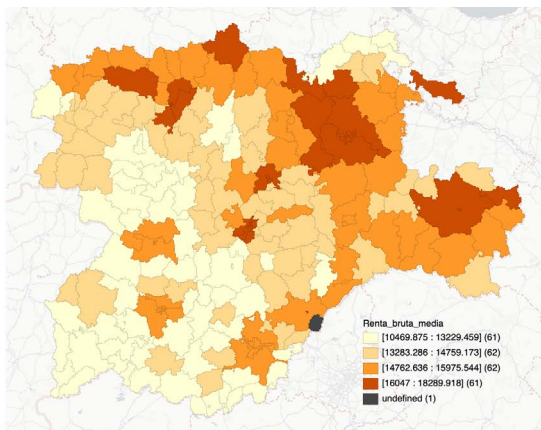 Renta_bruta_media
[10469.875 : 13229.459] (61)
[13283.286 : 14759.173] (62)
[14762.636 : 15975.544] (62)
[16047 : 18289.918] (61)
undefined (1)